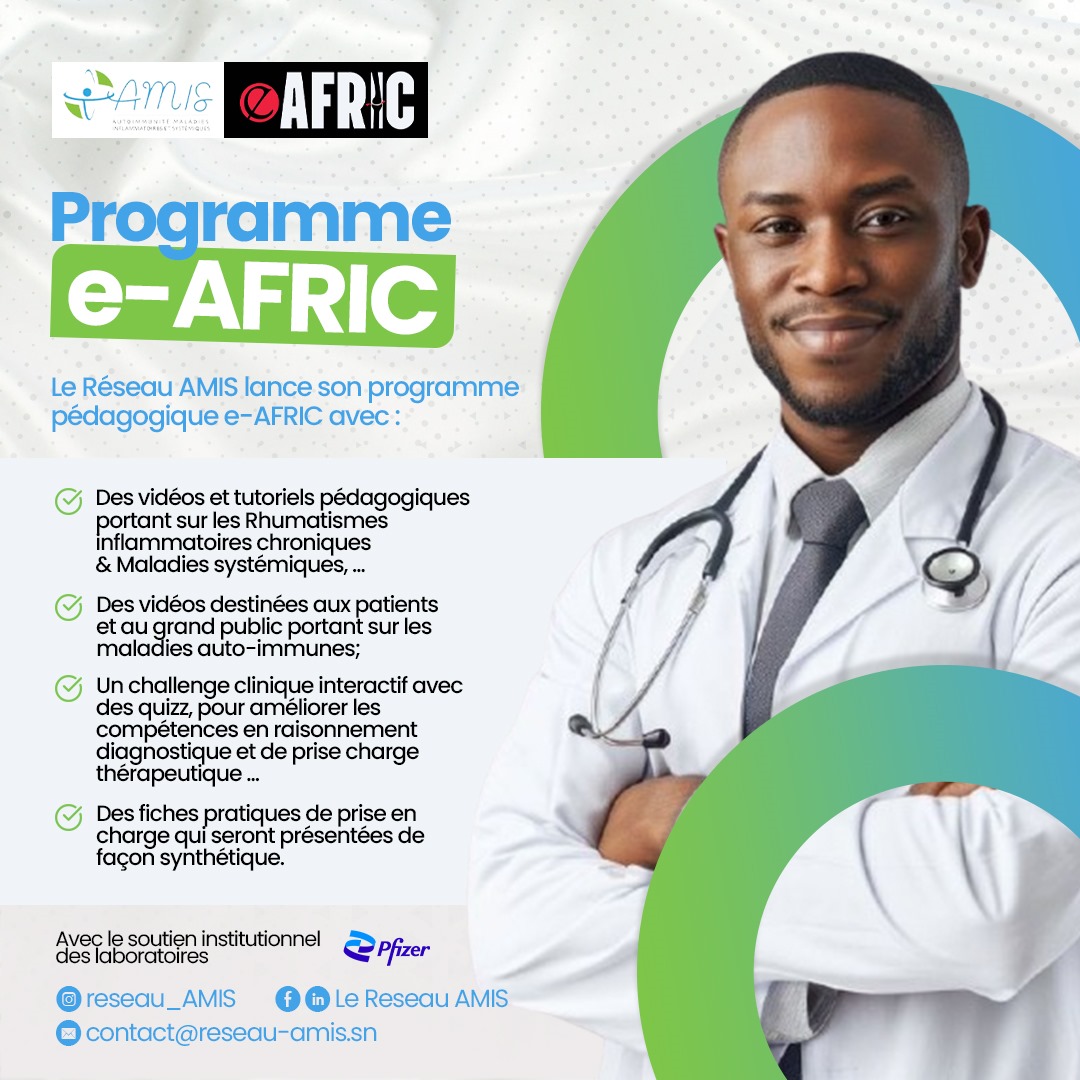 AMIS
AUTOIMMUNITÉ MALADIES
INFLAMMATOIRES ET SYSTÉMIQUES
e AFRIC
Programme
e-AFRIC
Le Réseau AMIS lance son programme
pédagogique e-AFRIC avec :
Des vidéos et tutoriels pédagogiques
portant sur les Rhumatismes
inflammatoires chroniques
& Maladies systémiques, ...
Des vidéos destinées aux patients
et au grand public portant sur les
maladies auto-immunes;
Un challenge clinique interactif avec
des quizz, pour améliorer les
compétences en raisonnement
diagnostique et de prise charge
thérapeutique ...
Des fiches pratiques de prise en
charge qui seront présentées de
façon synthétique.
Avec le soutien institutionnel
des laboratoires
Pfizer
reseau_AMIS
Le Reseau AMIS
contact@reseau-amis.sn